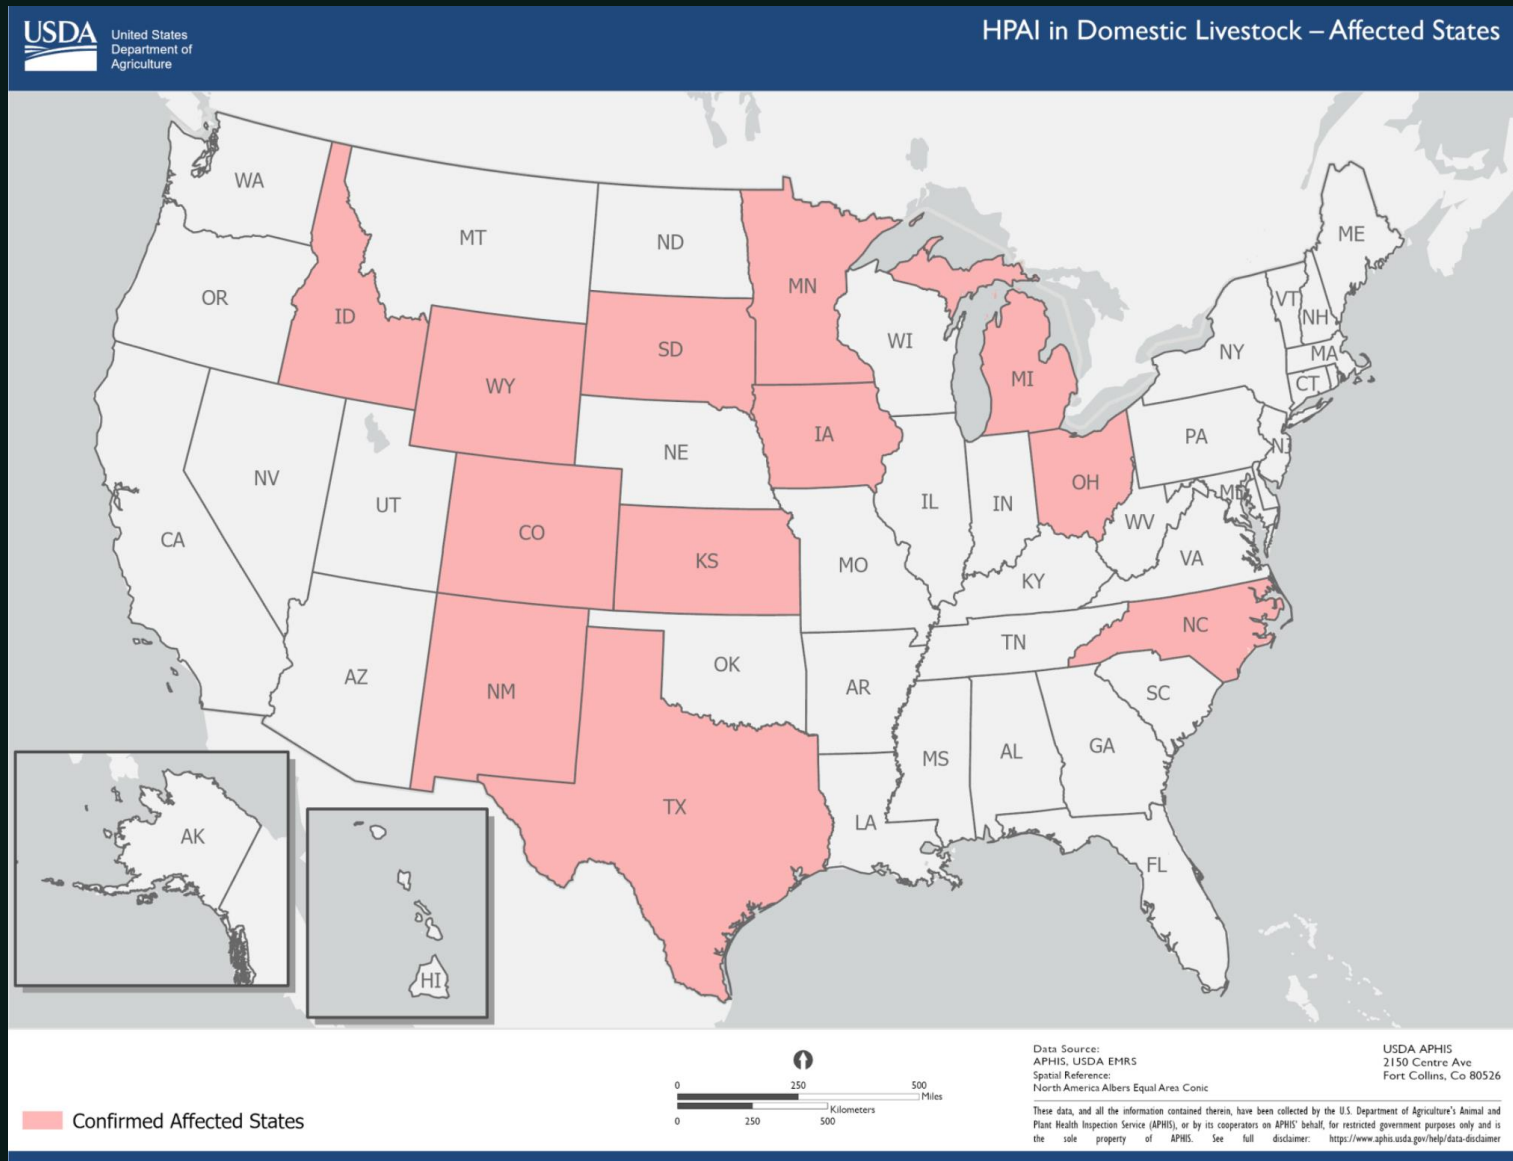 USDA
United States
Department of
Agriculture
HPAI in Domestic Livestock – Affected States
WA
MT
ND
MN
ME
OR
ID
SD
WI
VT
NH
WY
MI
NY
MA
CT
IA
PA
NJ
NE
NV
UT
IL
IN
OH
MD
CA
CO
WV
KS
MO
VA
KY
NC
TN
AZ
NM
OK
AR
SC
MS
AL
GA
TX
LA
FL
AK
HI
Confirmed Affected States
0 250 500
Miles
Kilometers
0 250 500
Data Source:
APHIS, USDA EMRS
Spatial Reference:
North America Albers Equal Area Conic
USDA APHIS
2150 Centre Ave
Fort Collins, Co 80526
These data, and all the information contained therein, have been collected by the U.S. Department of Agriculture's Animal and
Plant Health Inspection Service (APHIS), or by its cooperators on APHIS' behalf, for restricted government purposes only and is
the sole property of APHIS. See full disclaimer: https://www.aphis.usda.gov/help/data-disclaimer